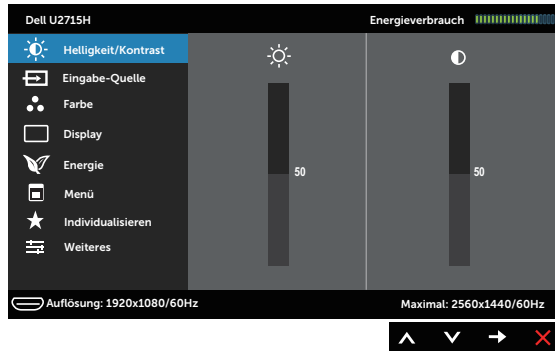 Dell U2715H Energieverbrauch
Helligkeit/Kontrast
Eingabe-Quelle
Farbe
Display
Energie
Menü
Individualisieren
Weiteres
50 50
Auflösung: 1920x1080/60Hz Maximal: 2560x1440/60Hz